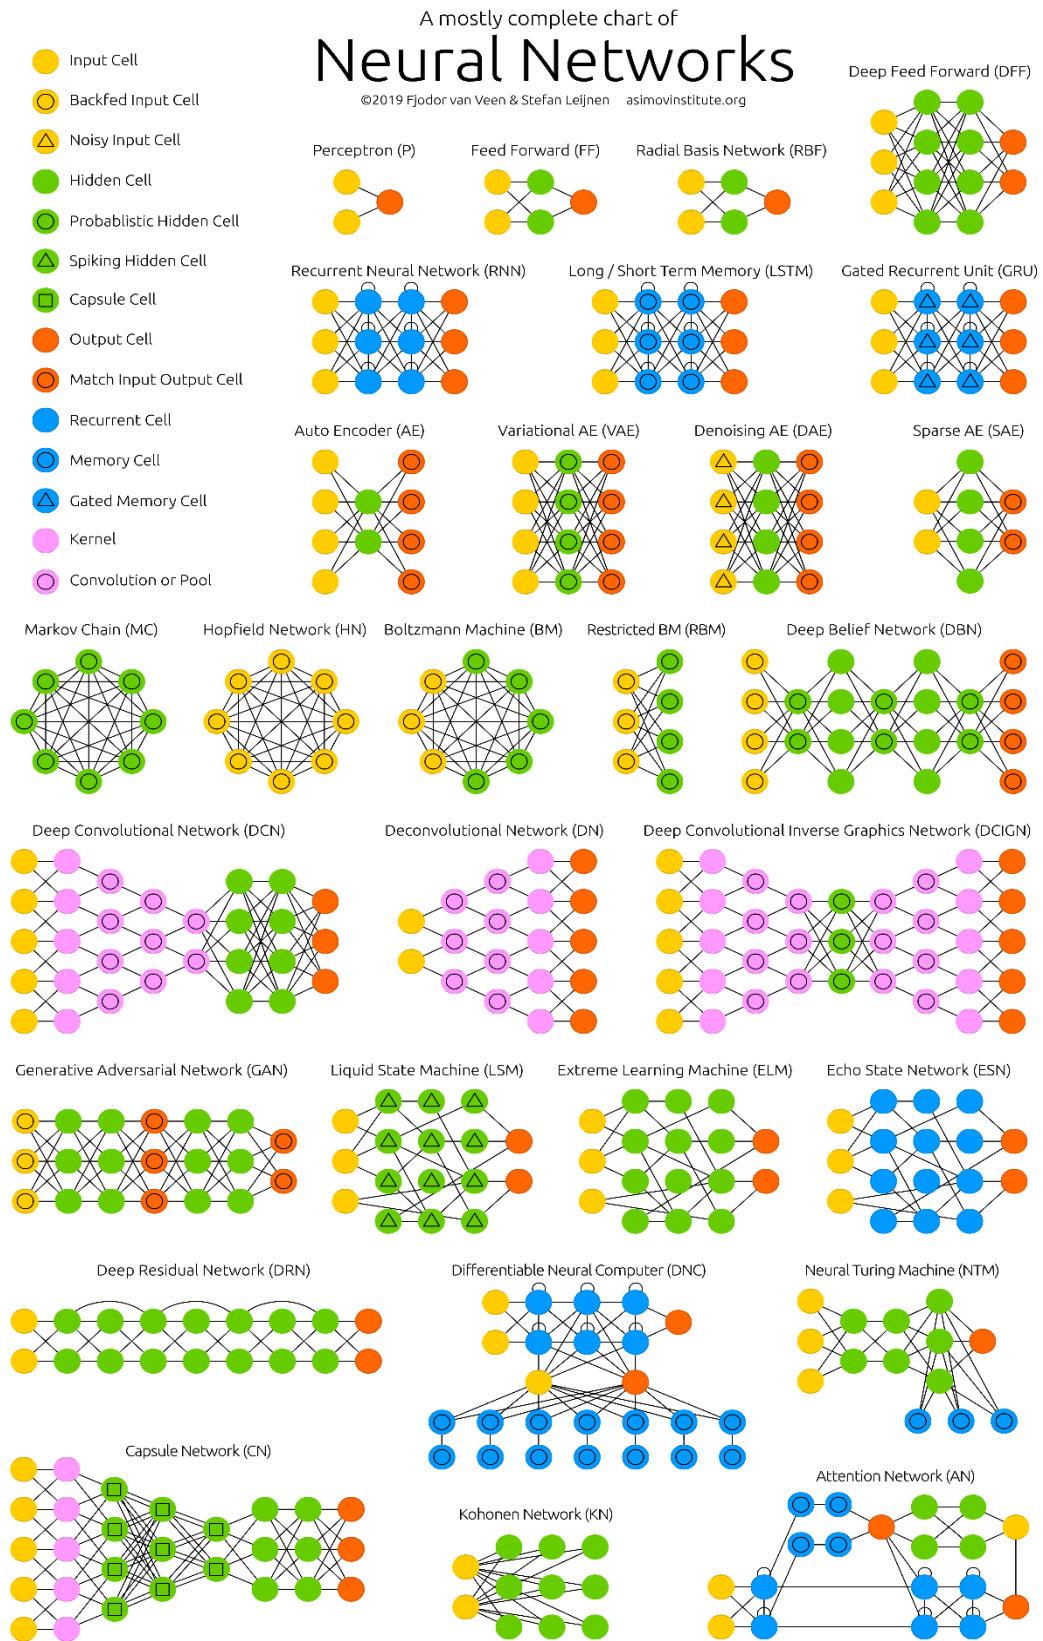 A mostly complete chart of
Neural Networks
©2019 Fjodor van Veen & Stefan Leijnen asimovinstitute.org
Input Cell
Backfed Input Cell
Noisy Input Cell
Hidden Cell
Probablistic Hidden Cell
Spiking Hidden Cell
Capsule Cell
Output Cell
Match Input Output Cell
Recurrent Cell
Memory Cell
Gated Memory Cell
Kernel
Convolution or Pool
Deep Feed Forward (DFF)
Perceptron (P)
Feed Forward (FF)
Radial Basis Network (RBF)
Recurrent Neural Network (RNN)
Long / Short Term Memory (LSTM)
Gated Recurrent Unit (GRU)
Auto Encoder (AE)
Variational AE (VAE)
Denoising AE (DAE)
Sparse AE (SAE)
Markov Chain (MC)
Hopfield Network (HN)
Boltzmann Machine (BM)
Restricted BM (RBM)
Deep Belief Network (DBN)
Deep Convolutional Network (DCN)
Deconvolutional Network (DN)
Deep Convolutional Inverse Graphics Network (DCIGN)
Generative Adversarial Network (GAN)
Liquid State Machine (LSM)
Extreme Learning Machine (ELM)
Echo State Network (ESN)
Deep Residual Network (DRN)
Differentiable Neural Computer (DNC)
Neural Turing Machine (NTM)
Capsule Network (CN)
Kohonen Network (KN)
Attention Network (AN)